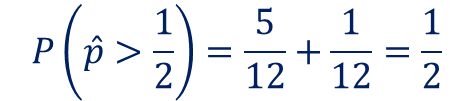 P(p̂ > 1/2) = 5/12 + 1/12 = 1/2